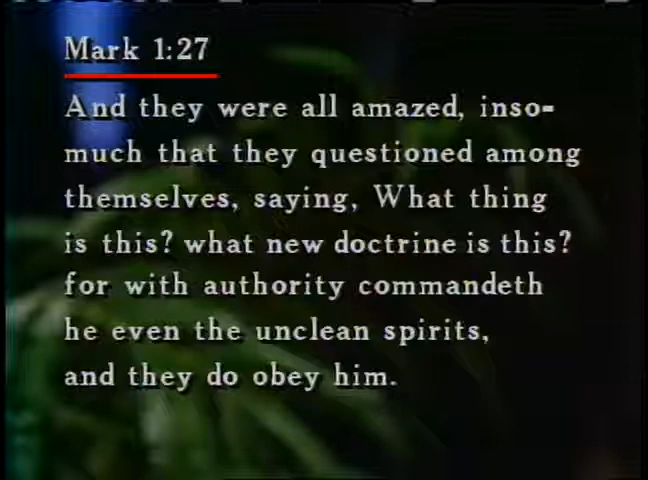 Mark 1:27
And they were all amazed, inso-
much that they questioned among
themselves, saying, What thing
is this? what new doctrine is this?
for with authority commandeth
he even the unclean spirits,
and they do obey him.